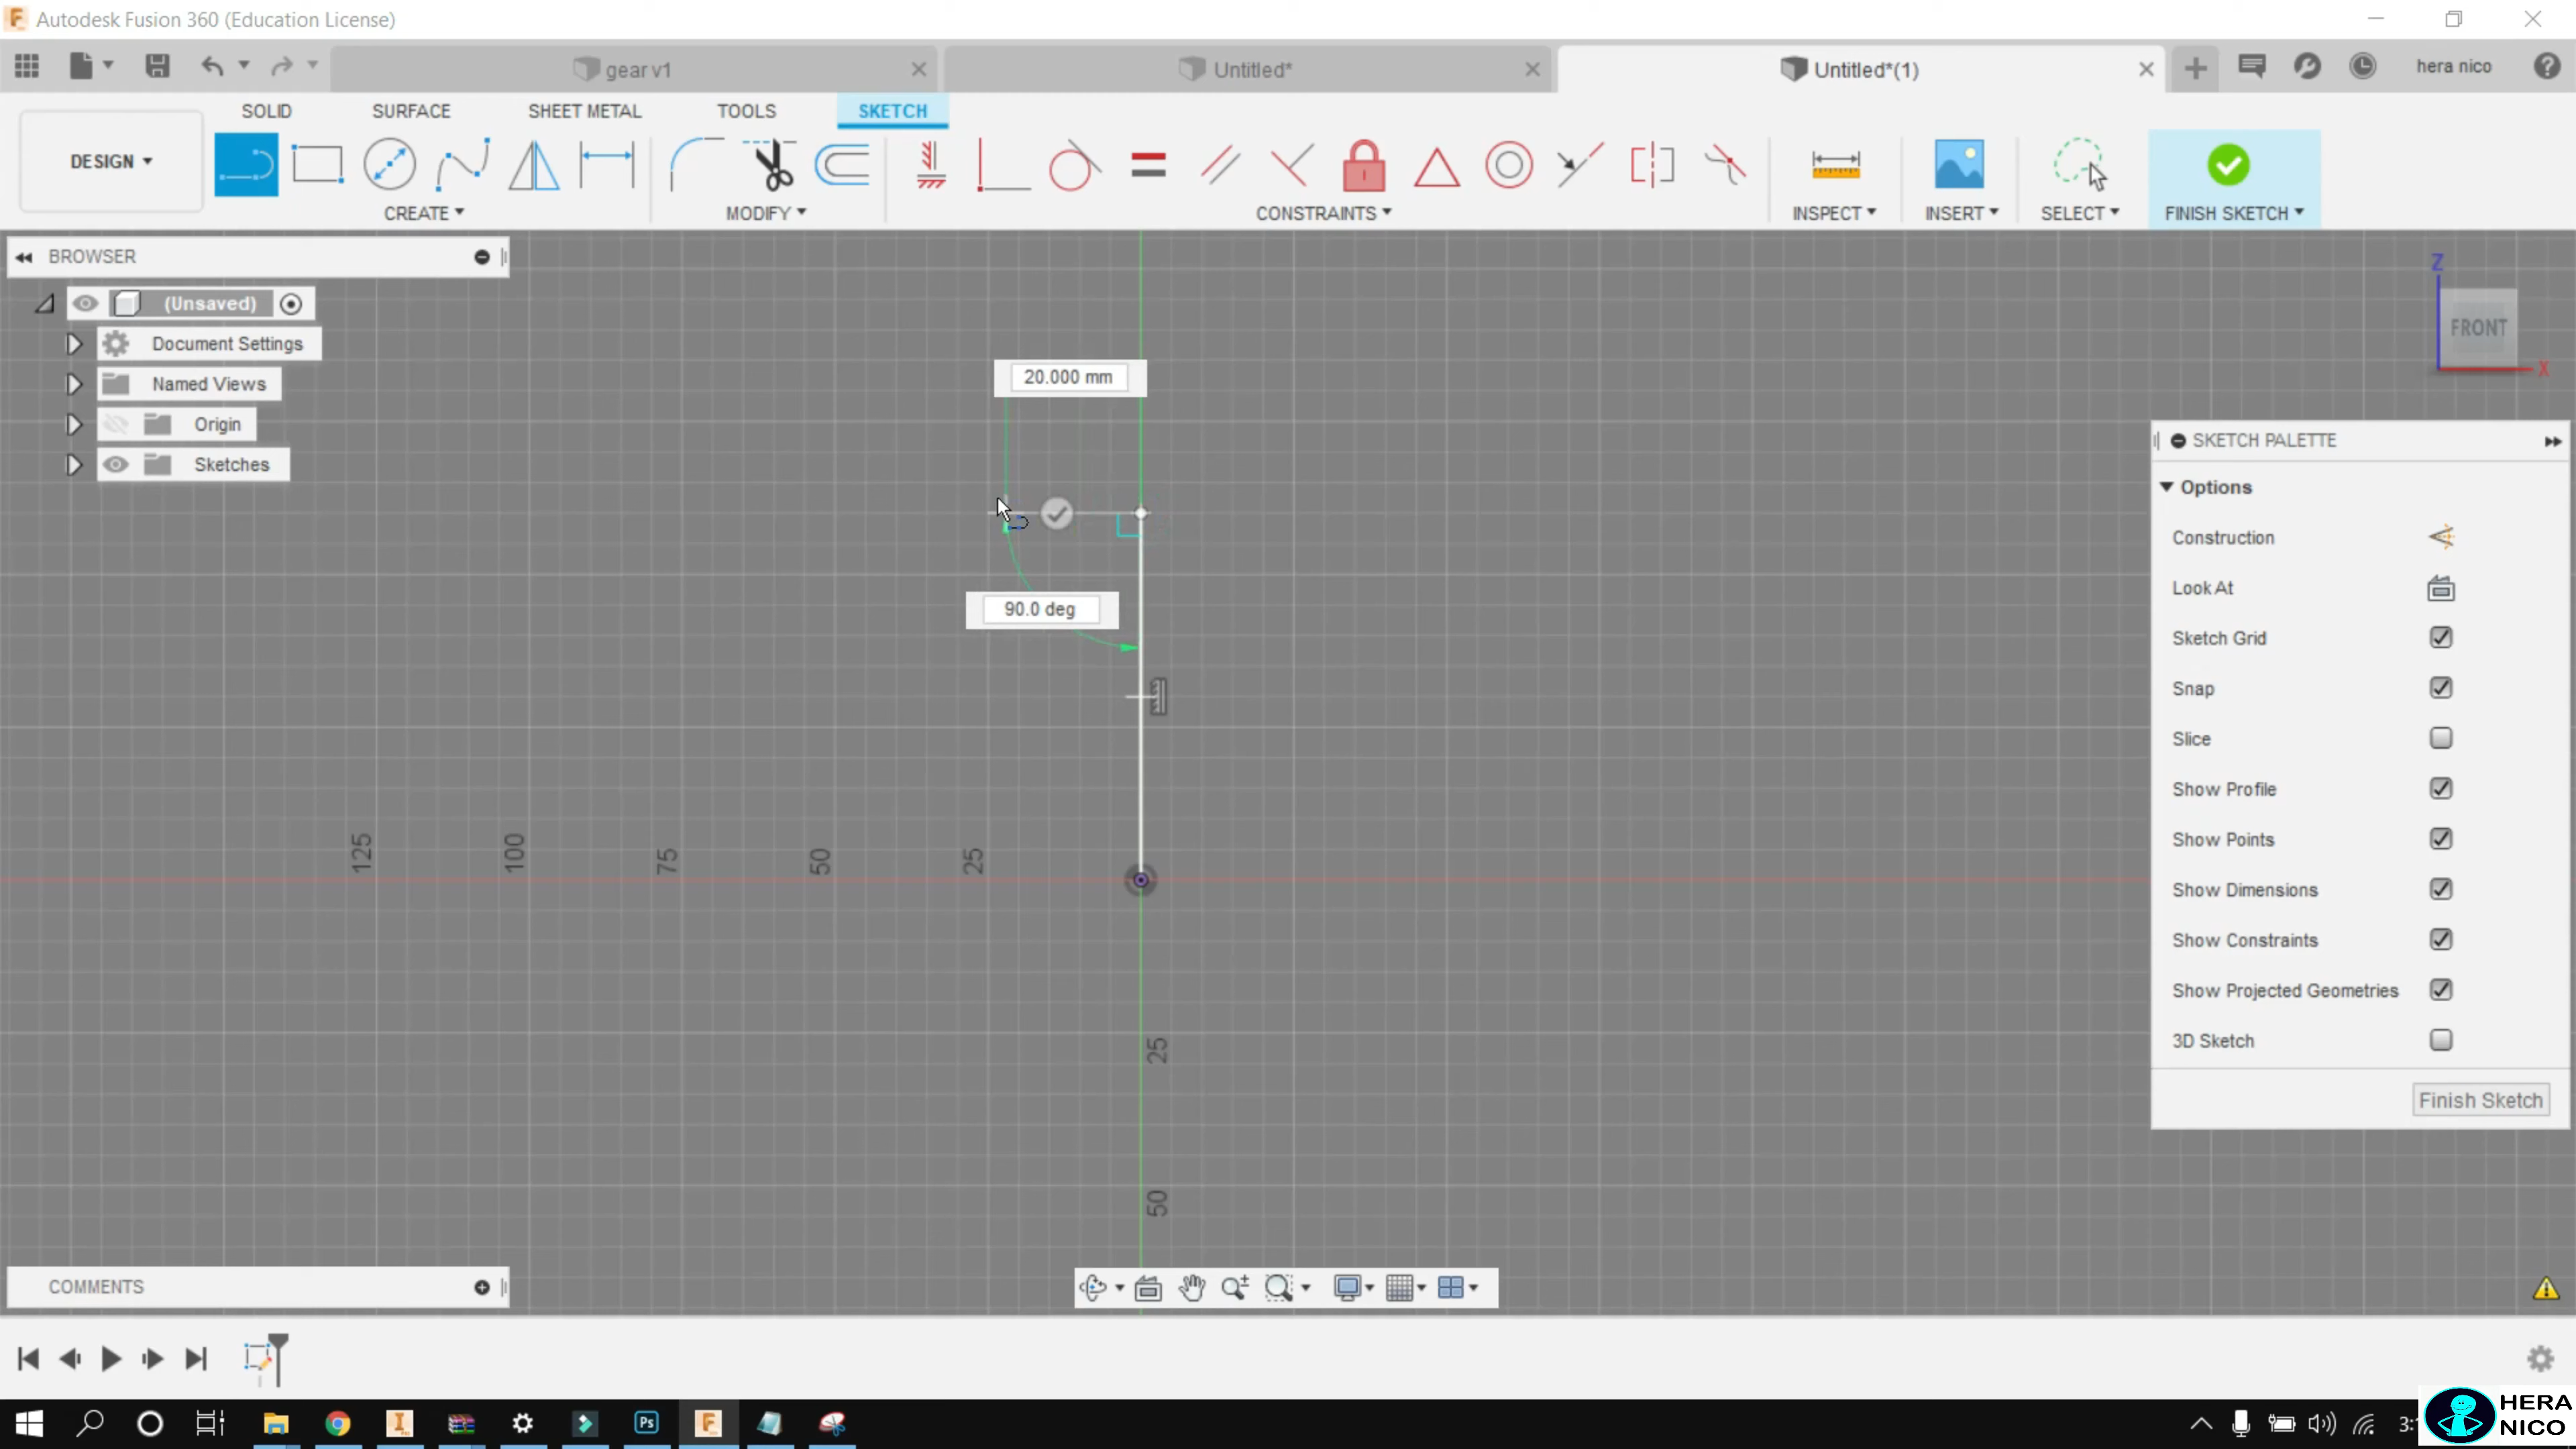 Autodesk Fusion 360 (Education License)
gear v1
Untitled*
Untitled*(1)
hera nico
SOLID
SURFACE
SHEET METAL
TOOLS
SKETCH
DESIGN
CREATE
MODIFY
CONSTRAINTS
INSPECT
INSERT
SELECT
FINISH SKETCH
BROWSER
(Unsaved)
Document Settings
Named Views
Origin
Sketches
Z
FRONT
X
20.000 mm
90.0 deg
125
100
75
50
25
25
50
SKETCH PALETTE
Options
Construction
Look At
Sketch Grid
Snap
Slice
Show Profile
Show Points
Show Dimensions
Show Constraints
Show Projected Geometries
3D Sketch
Finish Sketch
COMMENTS
Ps
HERA
NICO